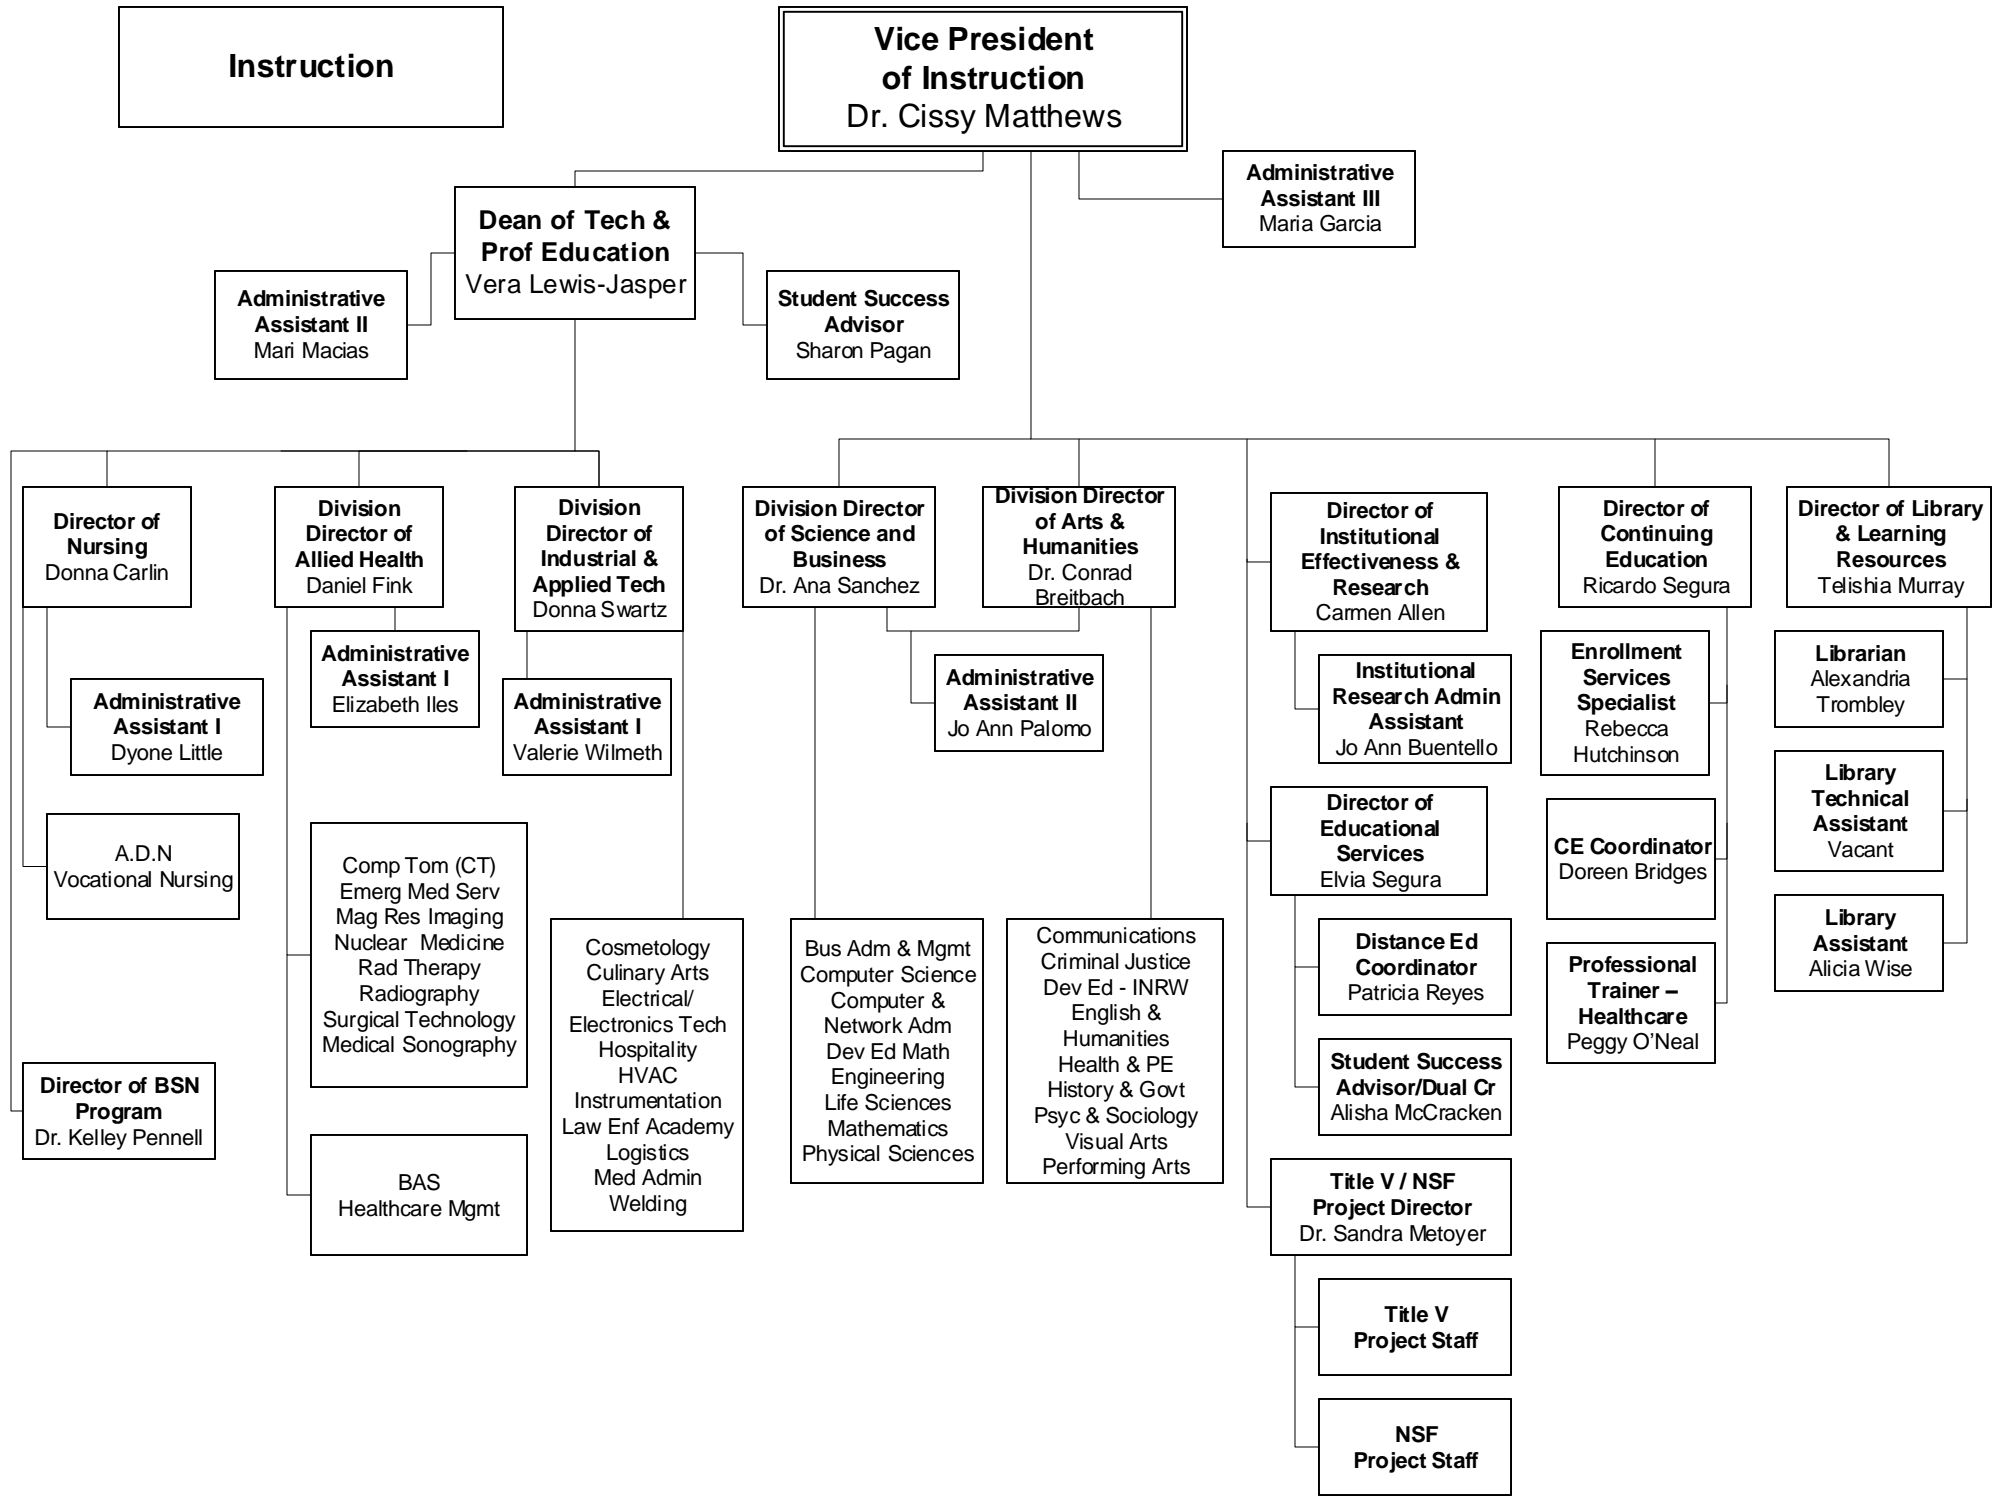 Instruction
Vice President
of Instruction
Dr. Cissy Matthews
Administrative
Assistant III
Maria Garcia
Dean of Tech &
Prof Education
Vera Lewis-Jasper
Administrative
Assistant II
Mari Macias
Student Success
Advisor
Sharon Pagan
Director of
Nursing
Donna Carlin
Administrative
Assistant I
Dyone Little
A.D.N
Vocational Nursing
Director of BSN
Program
Dr. Kelley Pennell
Division
Director of
Allied Health
Daniel Fink
Administrative
Assistant I
Elizabeth Iles
Comp Tom (CT)
Emerg Med Serv
Mag Res Imaging
Nuclear  Medicine
Rad Therapy
Radiography
Surgical Technology
Medical Sonography
BAS
Healthcare Mgmt
Division
Director of
Industrial &
Applied Tech
Donna Swartz
Administrative
Assistant I
Valerie Wilmeth
Cosmetology
Culinary Arts
Electrical/
Electronics Tech
Hospitality
HVAC
Instrumentation
Law Enf Academy
Logistics
Med Admin
Welding
Division Director
of Science and
Business
Dr. Ana Sanchez
Division Director
of Arts &
Humanities
Dr. Conrad
Breitbach
Administrative
Assistant II
Jo Ann Palomo
Bus Adm & Mgmt
Computer Science
Computer &
Network Adm
Dev Ed Math
Engineering
Life Sciences
Mathematics
Physical Sciences
Communications
Criminal Justice
Dev Ed - INRW
English &
Humanities
Health & PE
History & Govt
Psyc & Sociology
Visual Arts
Performing Arts
Director of
Institutional
Effectiveness &
Research
Carmen Allen
Institutional
Research Admin
Assistant
Jo Ann Buentello
Director of
Educational
Services
Elvia Segura
Distance Ed
Coordinator
Patricia Reyes
Student Success
Advisor/Dual Cr
Alisha McCracken
Title V / NSF
Project Director
Dr. Sandra Metoyer
Title V
Project Staff
NSF
Project Staff
Director of
Continuing
Education
Ricardo Segura
Enrollment
Services
Specialist
Rebecca
Hutchinson
CE Coordinator
Doreen Bridges
Professional
Trainer –
Healthcare
Peggy O’Neal
Director of Library
& Learning
Resources
Telishia Murray
Librarian
Alexandria
Trombley
Library
Technical
Assistant
Vacant
Library
Assistant
Alicia Wise